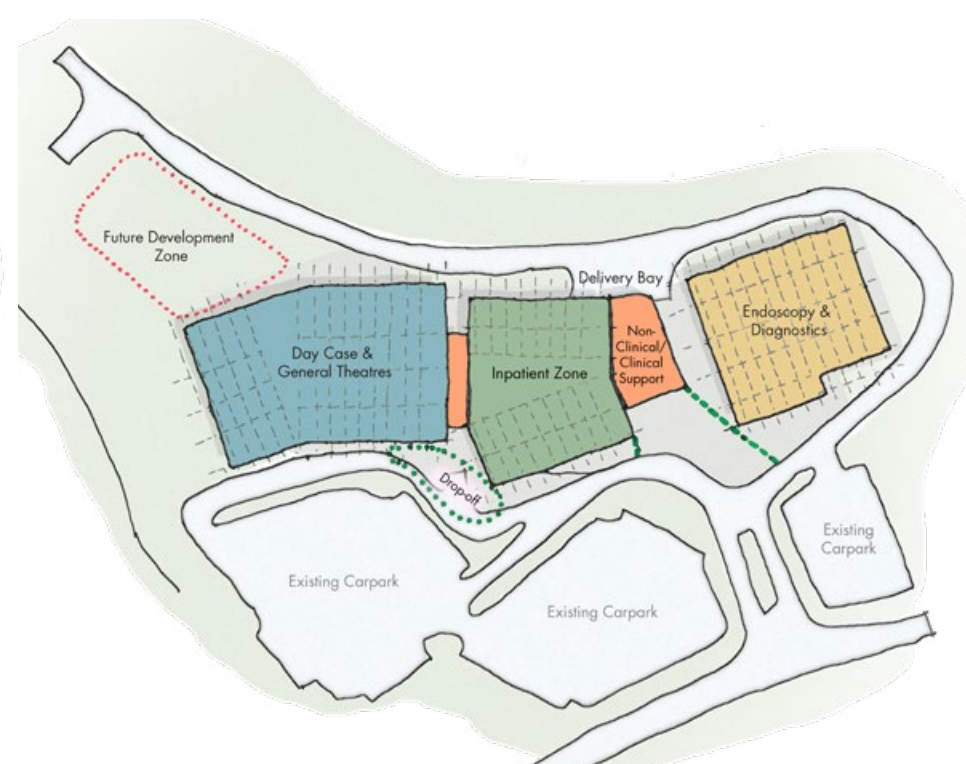 Future Development
Zone
Delivery Bay
Day Case &
General Theatres
Inpatient Zone
Non-
Clinical/
Clinical
Support
Endoscopy &
Diagnostics
Drop-off
Existing Carpark
Existing Carpark
Existing
Carpark